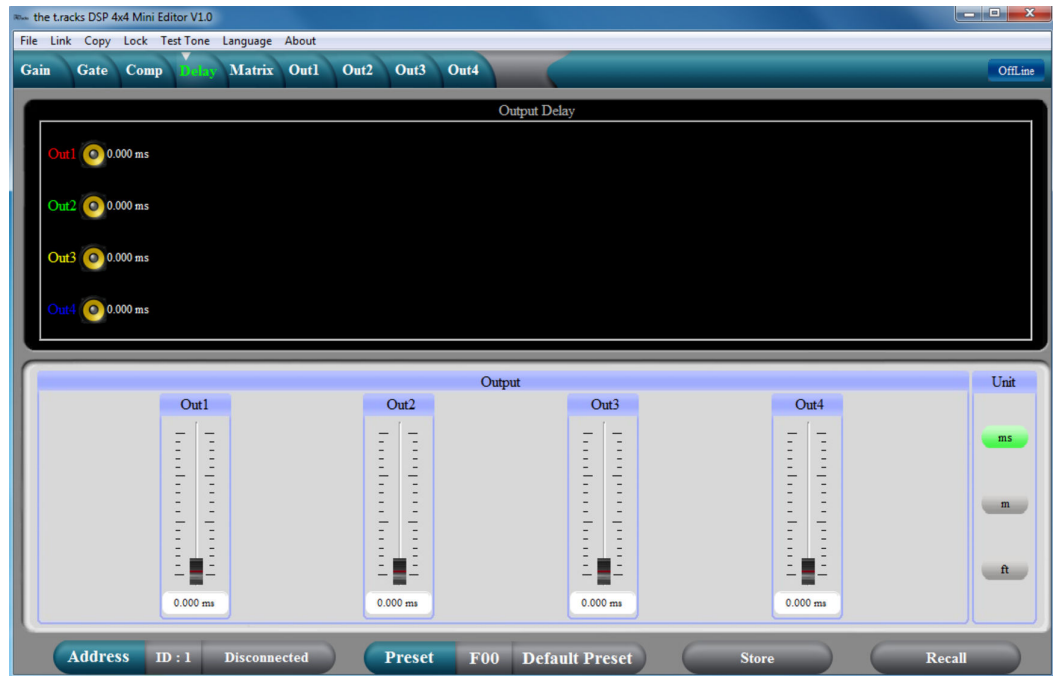 the t.racks DSP 4x4 Mini Editor V1.0
File Link Copy Lock Test Tone Language About
Gain Gate Comp Delay Matrix Out1 Out2 Out3 Out4 OffLine
Output Delay
Out1 0.000 ms
Out2 0.000 ms
Out3 0.000 ms
Out4 0.000 ms
Output Unit
Out1 Out2 Out3 Out4
ms
m
ft
0.000 ms 0.000 ms 0.000 ms 0.000 ms
Address ID : 1 Disconnected Preset F00 Default Preset Store Recall